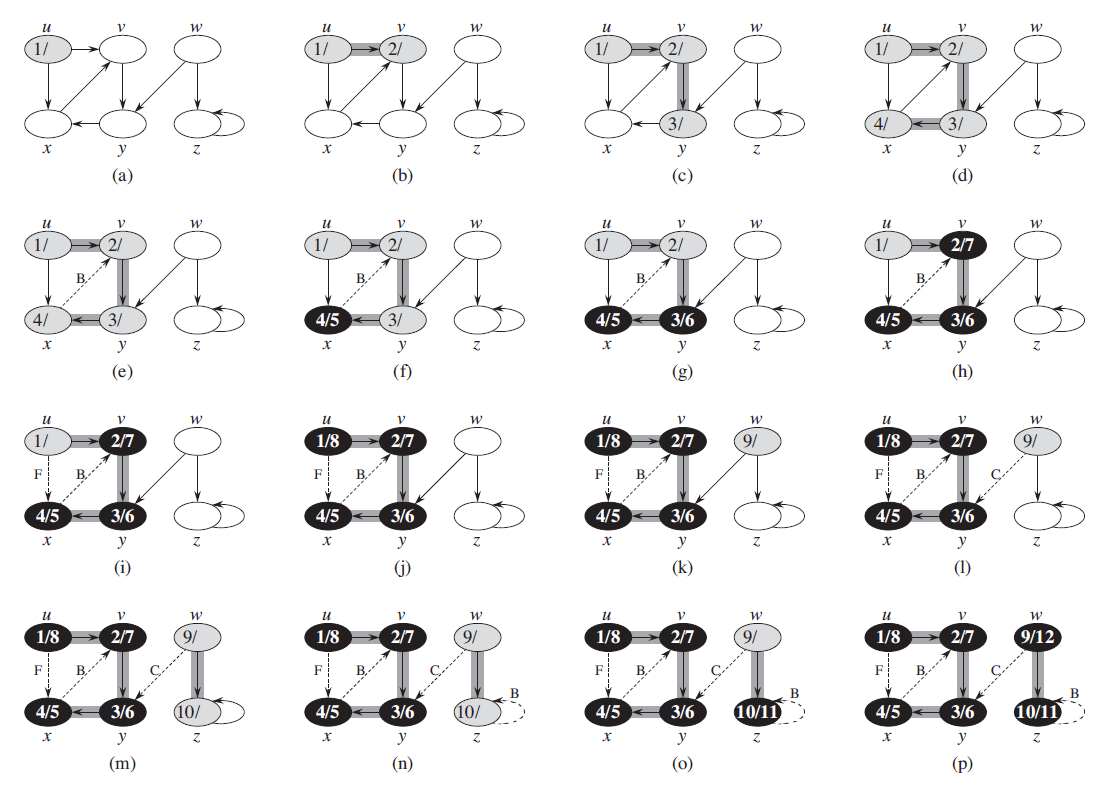 u v w u v w u v w u v w
1/ 1/ 2/ 1/ 2/ 1/ 2/
3/ 4/ 3/
x y z x y z x y z x y z
(a) (b) (c) (d)
u v w u v w u v w u v w
1/ 2/ 1/ 2/ 1/ 2/ 1/ 2/7
B B B B
4/ 3/ 4/5 3/ 4/5 3/6 4/5 3/6
x y z x y z x y z x y z
(e) (f) (g) (h)
u v w u v w u v w u v w
1/ 2/7 1/8 2/7 1/8 2/7 9/ 1/8 2/7 9/
F B F B F B F B C
4/5 3/6 4/5 3/6 4/5 3/6 4/5 3/6
x y z x y z x y z x y z
(i) (j) (k) (l)
u v w u v w u v w u v w
1/8 2/7 9/ 1/8 2/7 9/ 1/8 2/7 9/ 1/8 2/7 9/12
F B C F B C F B C F B C
B B B
4/5 3/6 10/ 4/5 3/6 10/ 4/5 3/6 10/11 4/5 3/6 10/11
x y z x y z x y z x y z
(m) (n) (o) (p)